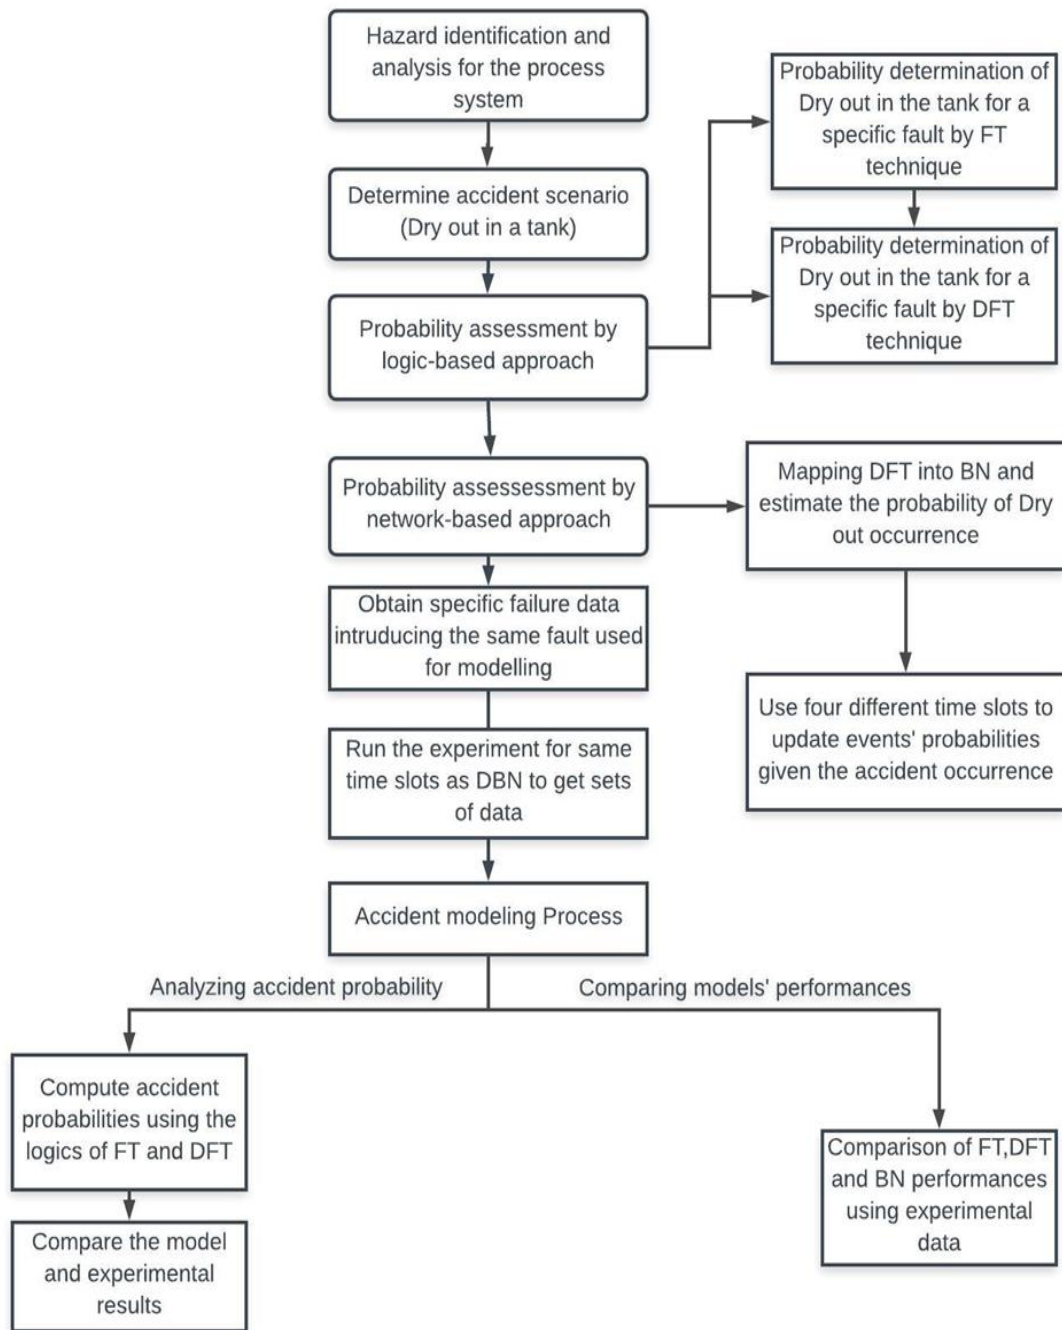 Hazard identification and
analysis for the process
system
Determine accident scenario
(Dry out in a tank)
Probability assessment by
logic-based approach
Probability determination of
Dry out in the tank for a
specific fault by FT
technique
Probability determination of
Dry out in the tank for a
specific fault by DFT
technique
Probability assessessment by
network-based approach
Mapping DFT into BN and
estimate the probability of Dry
out occurrence
Use four different time slots to
update events' probabilities
given the accident occurrence
Obtain specific failure data
intruducing the same fault used
for modelling
Run the experiment for same
time slots as DBN to get sets
of data
Accident modeling Process
Analyzing accident probability
Comparing models' performances
Compute accident
probabilities using the
logics of FT and DFT
Compare the model
and experimental
results
Comparison of FT,DFT
and BN performances
using experimental
data